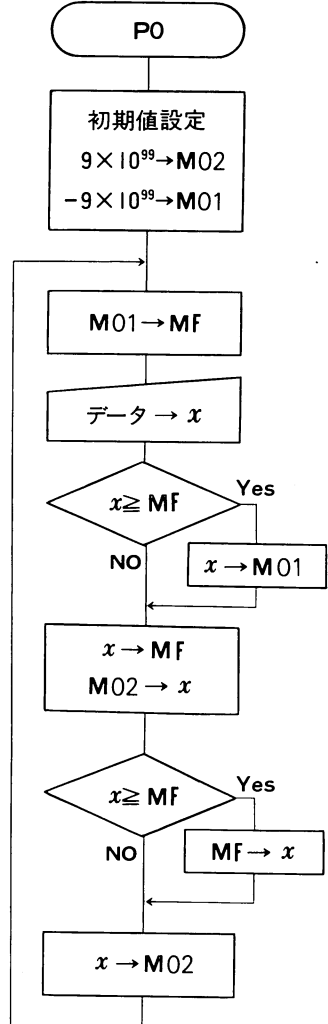 P0
初期値設定
9×10⁹⁹→M02
−9×10⁹⁹→M01
M01→MF
データ→ x
x≧MF
Yes
NO
x→M01
x→MF
M02→x
x≧MF
Yes
NO
MF→x
x→M02